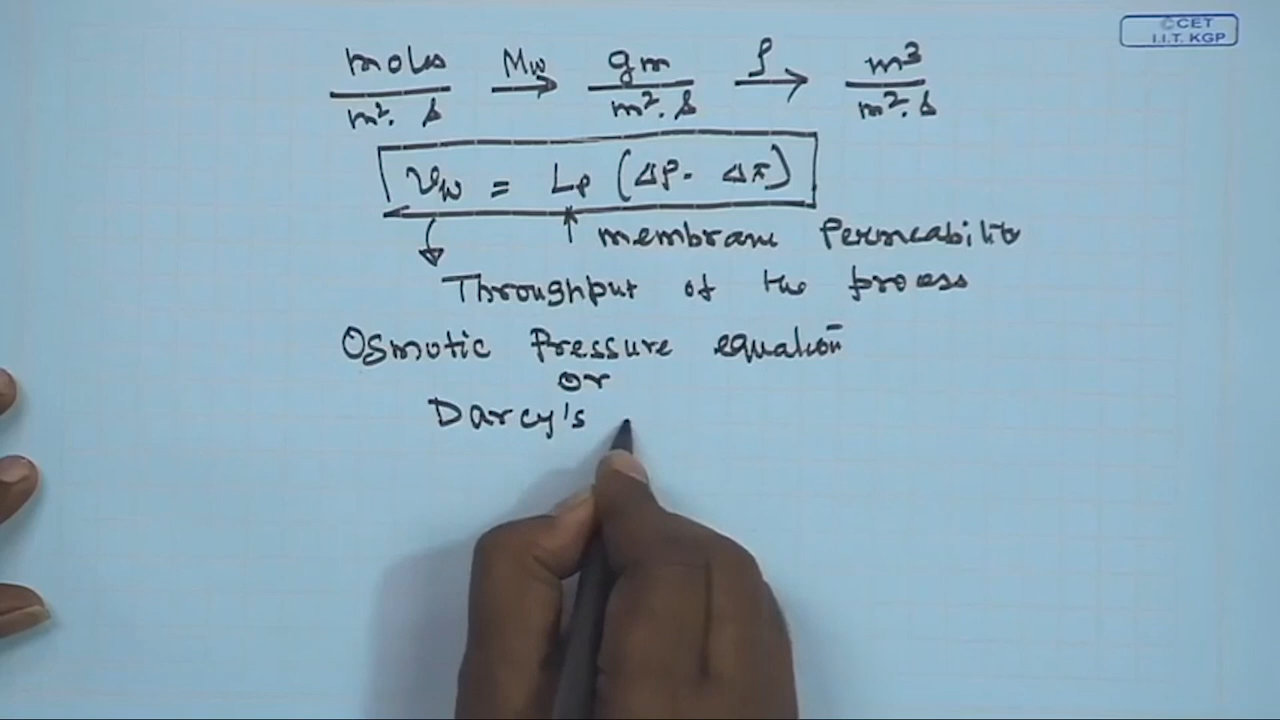 ©CET
I.I.T. KGP
moles/m². s →(Mw) gm/m². s →(ρ) m³/m². s
vw = Lp (ΔP - Δπ)
membrane Permeability
Throughput of the process
Osmotic Pressure equation
or
Darcy's